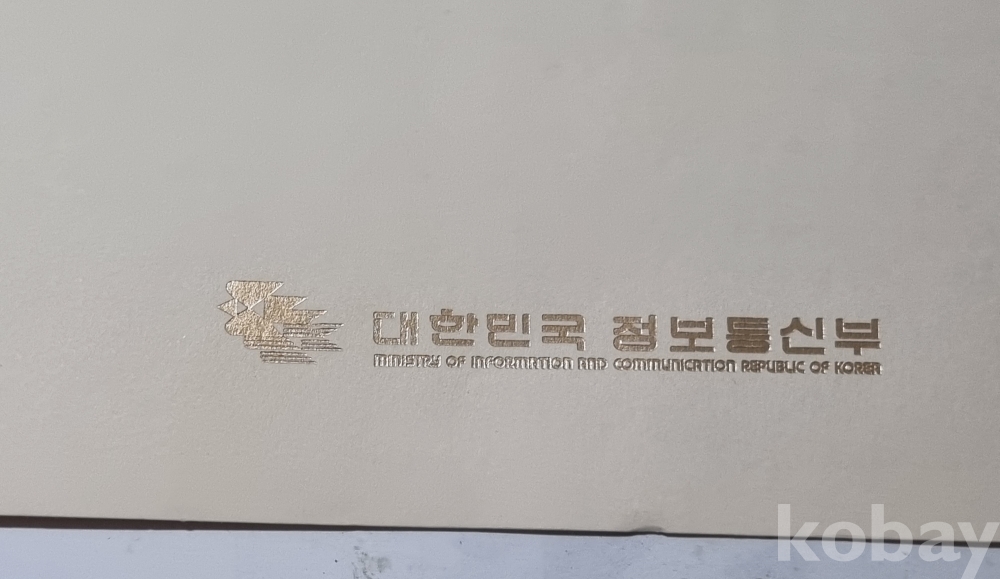 대한민국 정보통신부
MINISTRY OF INFORMATION AND COMMUNICATION REPUBLIC OF KOREA
kobay